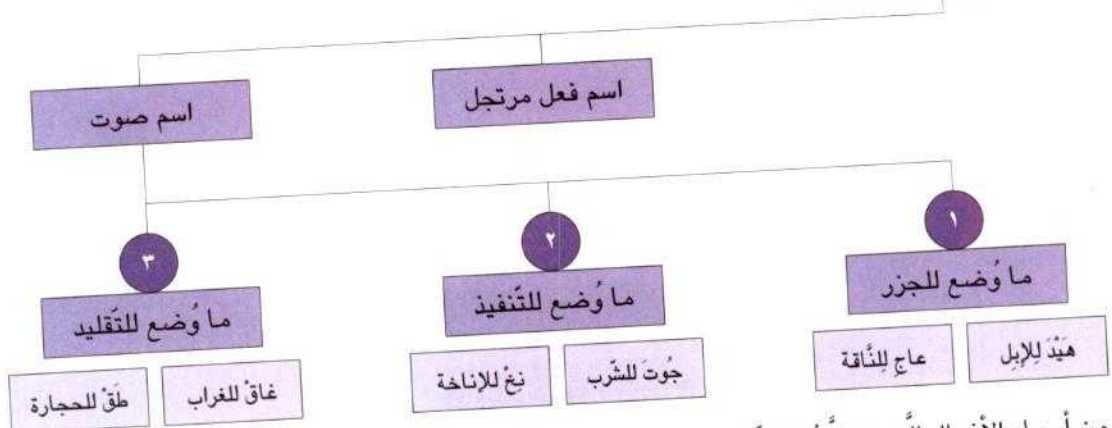 اسم فعل مرتجل
اسم صوت
١
٢
٣
ما وُضع للجزر
ما وُضع للتّنفيذ
ما وُضع للتّقليد
هَيْدَ لِلإبِلِ
عاجِ لِلنَّاقة
جُوتَ للشّرب
نِخْ للإناخة
غاقْ للغراب
طَقْ للحجارة